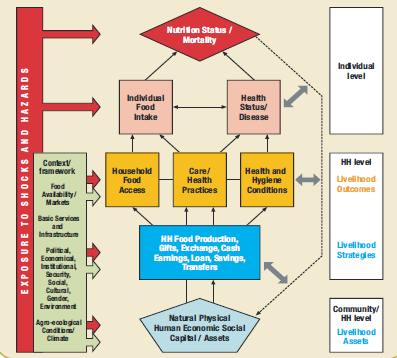 EXPOSURE TO SHOCKS AND HAZARDS
Nutrition Status /
Mortality
Individual
Food
Intake
Health
Status/
Disease
Individual
level
Context/
framework
Food
Availability /
Markets
Basic Services
and
Infrastructure
Political,
Economical,
Institutional,
Security,
Social,
Cultural,
Gender,
Environment
Agro-ecological
Condition/
Climate
Household
Food
Access
Care/
Health
Practices
Health and
Hygiene
Conditions
HH level
Livelihood
Outcomes
Livelihood
Strategies
HH Food Production,
Gifts, Exchange, Cash
Earnings, Loan, Savings,
Transfers
Natural Physical
Human Economic Social
Capital / Assets
Community/
HH level
Livelihood
Assets